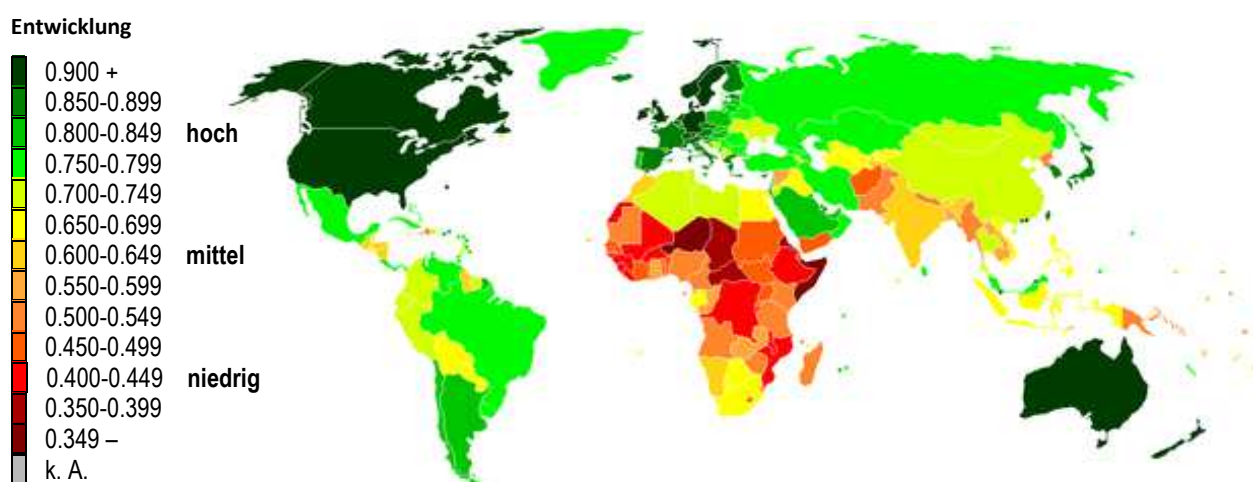 Entwicklung
0.900 +
0.850-0.899
0.800-0.849 hoch
0.750-0.799
0.700-0.749
0.650-0.699
0.600-0.649 mittel
0.550-0.599
0.500-0.549
0.450-0.499
0.400-0.449 niedrig
0.350-0.399
0.349 –
k. A.